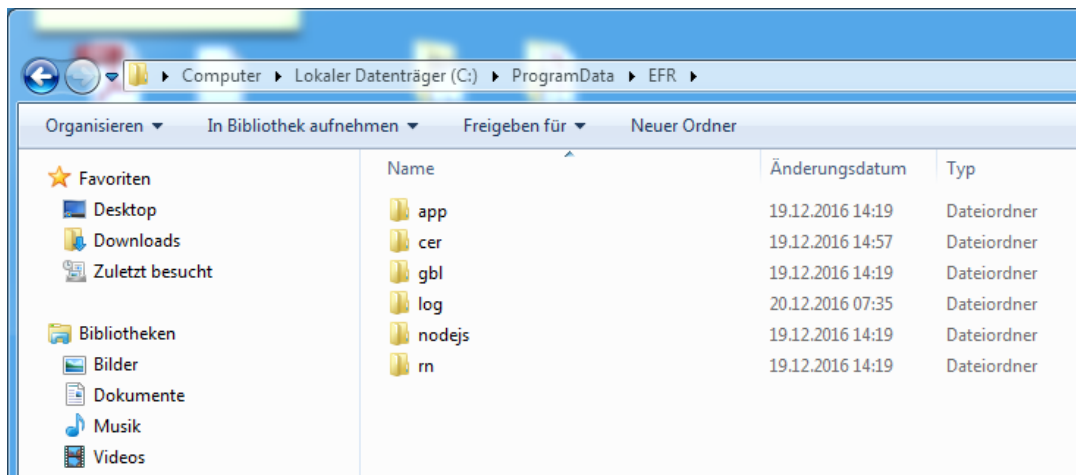 Computer Lokaler Datenträger (C:) ProgramData EFR
Organisieren In Bibliothek aufnehmen Freigeben für Neuer Ordner
Favoriten
Desktop
Downloads
Zuletzt besucht
Bibliotheken
Bilder
Dokumente
Musik
Videos
Name Änderungsdatum Typ
app 19.12.2016 14:19 Dateiordner
cer 19.12.2016 14:57 Dateiordner
gbl 19.12.2016 14:19 Dateiordner
log 20.12.2016 07:35 Dateiordner
nodejs 19.12.2016 14:19 Dateiordner
rn 19.12.2016 14:19 Dateiordner